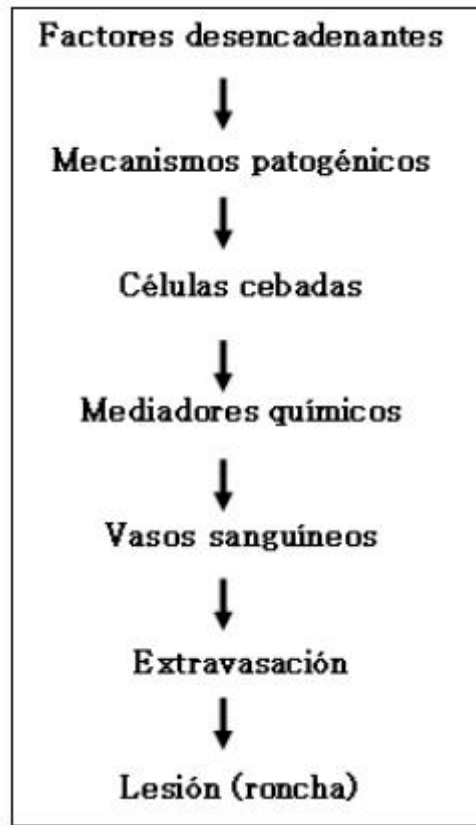 Factores desencadenantes
Mecanismos patogénicos
Células cebadas
Mediadores químicos
Vasos sanguíneos
Extravasación
Lesión (roncha)